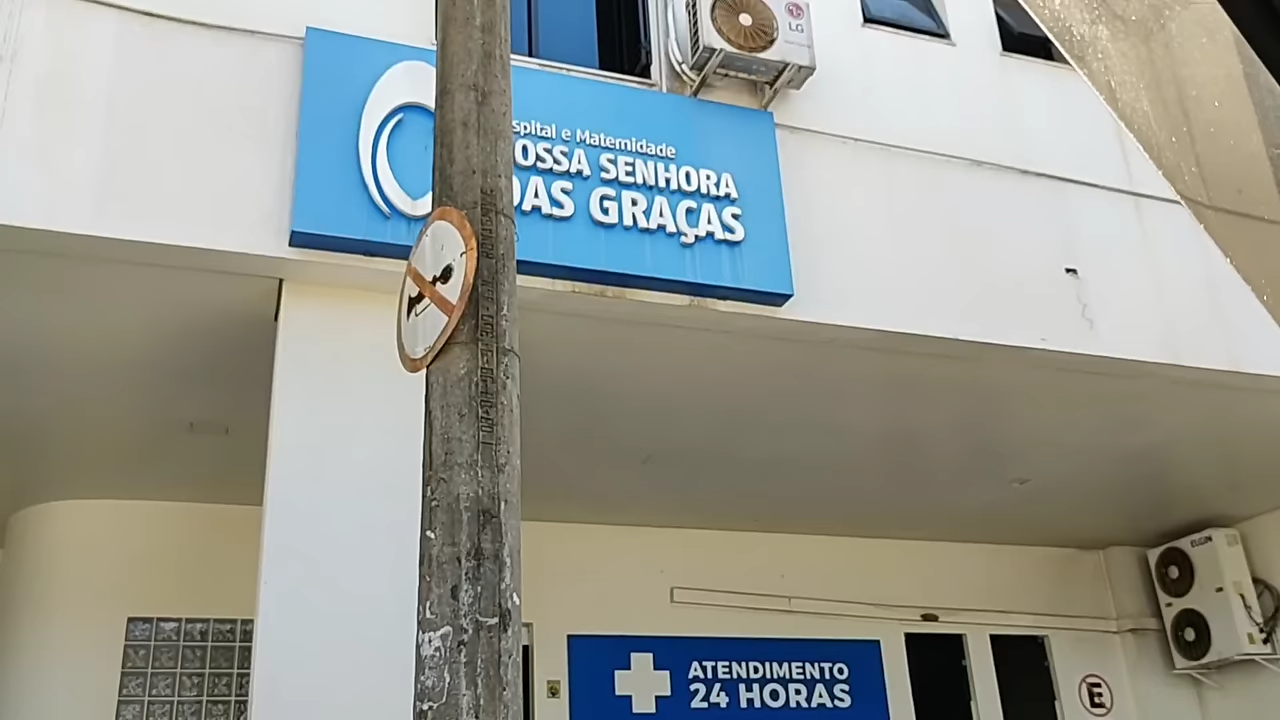 LG
spital e Maternidade
OSSA SENHORA
DAS GRAÇAS
ELGIN
ATENDIMENTO
24 HORAS
E